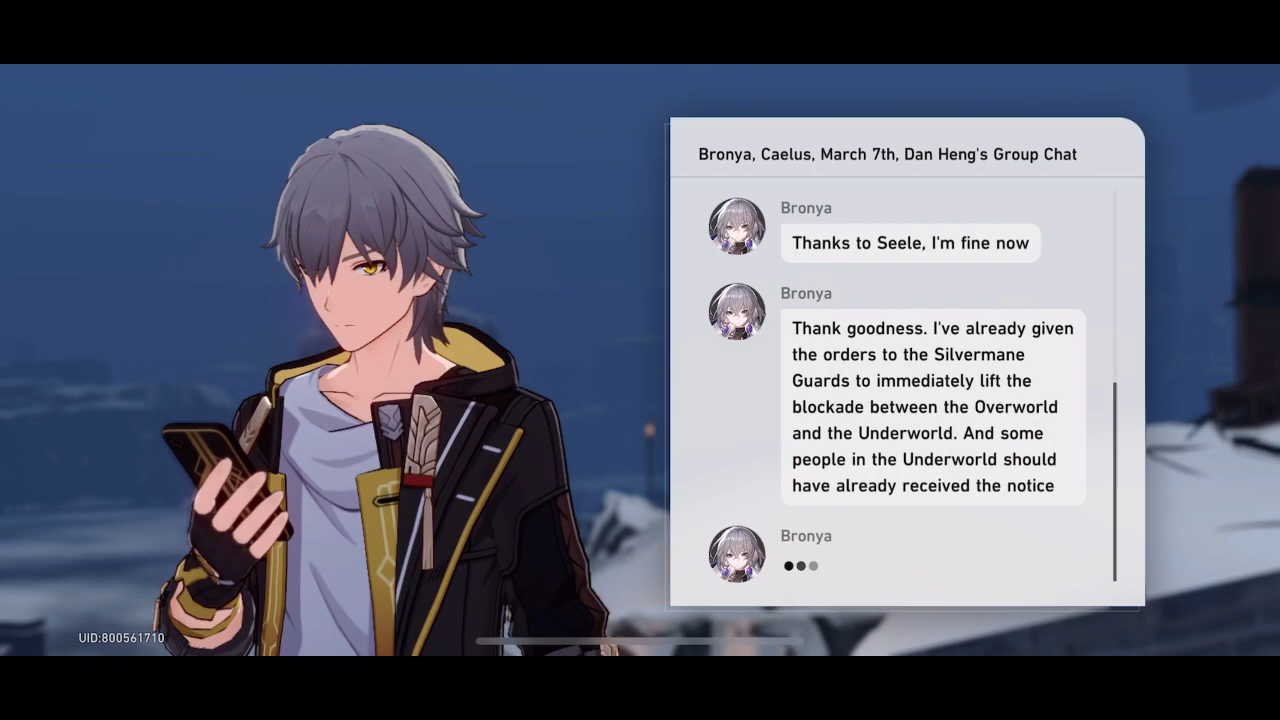 Bronya, Caelus, March 7th, Dan Heng's Group Chat
Bronya
Thanks to Seele, I'm fine now
Bronya
Thank goodness. I've already given
the orders to the Silvermane
Guards to immediately lift the
blockade between the Overworld
and the Underworld. And some
people in the Underworld should
have already received the notice
Bronya
UID:800561710